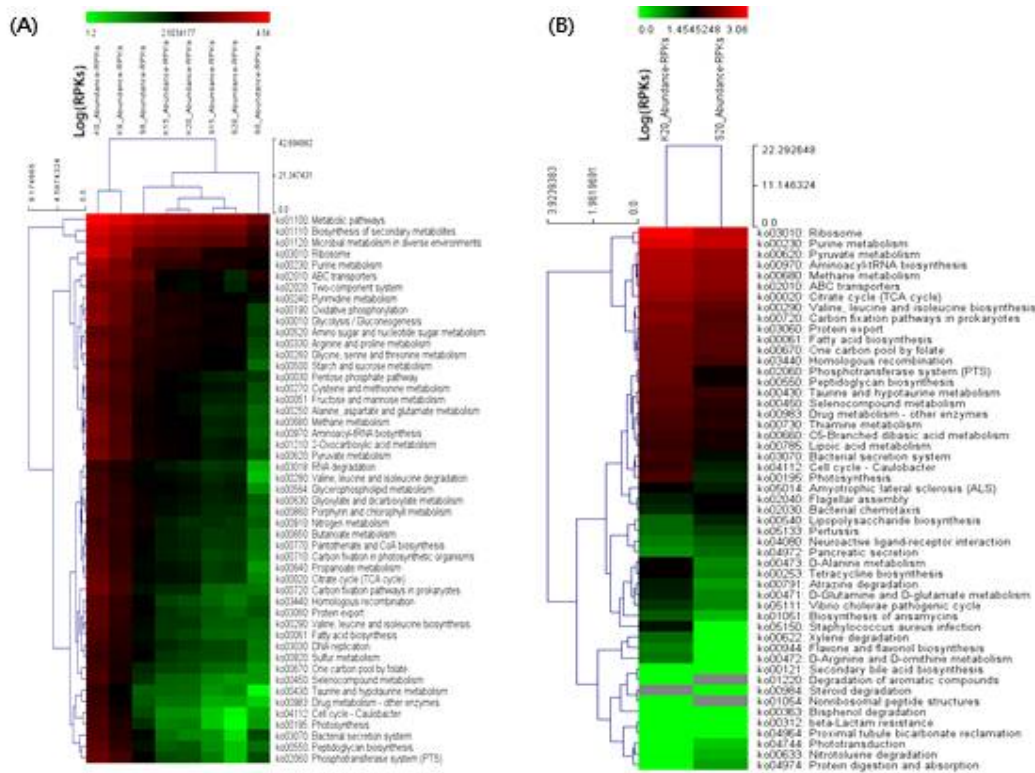 (A)
1.2
4.56
Log(RPKs)
K9_Abundance-RPKs
K15_Abundance-RPKs
K20_Abundance-RPKs
S15_Abundance-RPKs
S20_Abundance-RPKs
21.347431
0.0
0.0
ko01100: Metabolic pathways
ko01110: Biosynthesis of secondary metabolites
ko01120: Microbial metabolism in diverse environments
ko03010: Ribosome
ko00230: Purine metabolism
ko02010: ABC transporters
ko02020: Two-component system
ko00240: Pyrimidine metabolism
ko00190: Oxidative phosphorylation
ko00010: Glycolysis / Gluconeogenesis
ko00520: Amino sugar and nucleotide sugar metabolism
ko00330: Arginine and proline metabolism
ko00260: Glycine, serine and threonine metabolism
ko00500: Starch and sucrose metabolism
ko00030: Pentose phosphate pathway
ko00270: Cysteine and methionine metabolism
ko00051: Fructose and mannose metabolism
ko00250: Alanine, aspartate and glutamate metabolism
ko00680: Methane metabolism
ko00970: Aminoacyl-tRNA biosynthesis
ko01210: 2-Oxocarboxylic acid metabolism
ko00620: Pyruvate metabolism
ko03018: RNA degradation
ko00280: Valine, leucine and isoleucine degradation
ko00564: Glycerophospholipid metabolism
ko00630: Glyoxylate and dicarboxylate metabolism
ko00860: Porphyrin and chlorophyll metabolism
ko00910: Nitrogen metabolism
ko00650: Butanoate metabolism
ko00770: Pantothenate and CoA biosynthesis
ko00710: Carbon fixation in photosynthetic organisms
ko00640: Propanoate metabolism
ko00020: Citrate cycle (TCA cycle)
ko00720: Carbon fixation pathways in prokaryotes
ko03440: Homologous recombination
ko03060: Protein export
ko00290: Valine, leucine and isoleucine biosynthesis
ko00061: Fatty acid biosynthesis
ko03030: DNA replication
ko00920: Sulfur metabolism
ko00670: One carbon pool by folate
ko00450: Selenocompound metabolism
ko00430: Taurine and hypotaurine metabolism
ko00983: Drug metabolism - other enzymes
ko04112: Cell cycle - Caulobacter
ko00195: Photosynthesis
ko03070: Bacterial secretion system
ko00550: Peptidoglycan biosynthesis
ko02060: Phosphotransferase system (PTS)
(B)
0.0 1.4545248 3.06
Log(RPKs)
K20_Abundance-RPKs
S20_Abundance-RPKs
22.292648
11.146324
0.0
3.9239383
1.9619691
0.0
ko03010: Ribosome
ko00230: Purine metabolism
ko00620: Pyruvate metabolism
ko00970: Aminoacyl-tRNA biosynthesis
ko00680: Methane metabolism
ko02010: ABC transporters
ko00020: Citrate cycle (TCA cycle)
ko00290: Valine, leucine and isoleucine biosynthesis
ko00720: Carbon fixation pathways in prokaryotes
ko03060: Protein export
ko00061: Fatty acid biosynthesis
ko00670: One carbon pool by folate
ko03440: Homologous recombination
ko02060: Phosphotransferase system (PTS)
ko00550: Peptidoglycan biosynthesis
ko00430: Taurine and hypotaurine metabolism
ko00450: Selenocompound metabolism
ko00983: Drug metabolism - other enzymes
ko00730: Thiamine metabolism
ko00660: C5-Branched dibasic acid metabolism
ko00785: Lipoic acid metabolism
ko03070: Bacterial secretion system
ko04112: Cell cycle - Caulobacter
ko00195: Photosynthesis
ko05014: Amyotrophic lateral sclerosis (ALS)
ko02040: Flagellar assembly
ko02030: Bacterial chemotaxis
ko00540: Lipopolysaccharide biosynthesis
ko05133: Pertussis
ko04080: Neuroactive ligand-receptor interaction
ko04972: Pancreatic secretion
ko00473: D-Alanine metabolism
ko00253: Tetracycline biosynthesis
ko00791: Atrazine degradation
ko00471: D-Glutamine and D-glutamate metabolism
ko05111: Vibrio cholerae pathogenic cycle
ko01051: Biosynthesis of ansamycins
ko05150: Staphylococcus aureus infection
ko00622: Xylene degradation
ko00944: Flavone and flavonol biosynthesis
ko00472: D-Arginine and D-ornithine metabolism
ko00121: Secondary bile acid biosynthesis
ko01220: Degradation of aromatic compounds
ko00984: Steroid degradation
ko01054: Nonribosomal peptide structures
ko00363: Bisphenol degradation
ko00312: beta-Lactam resistance
ko04964: Proximal tubule bicarbonate reclamation
ko04744: Phototransduction
ko00633: Nitrotoluene degradation
ko04974: Protein digestion and absorption